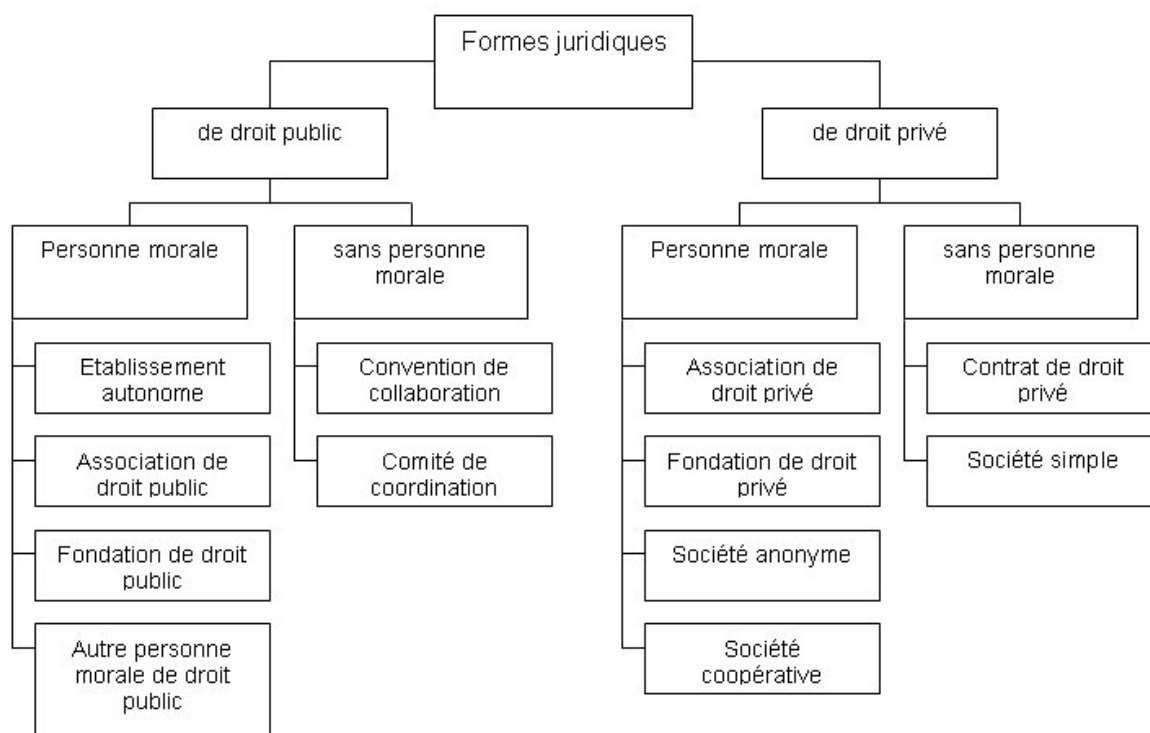 Formes juridiques
de droit public
de droit privé
Personne morale
sans personne
morale
Personne morale
sans personne
morale
Etablissement
autonome
Convention de
collaboration
Association de
droit privé
Contrat de droit
privé
Association de
droit public
Comité de
coordination
Fondation de droit
privé
Société simple
Fondation de droit
public
Société anonyme
Autre personne
morale de droit
public
Société
coopérative